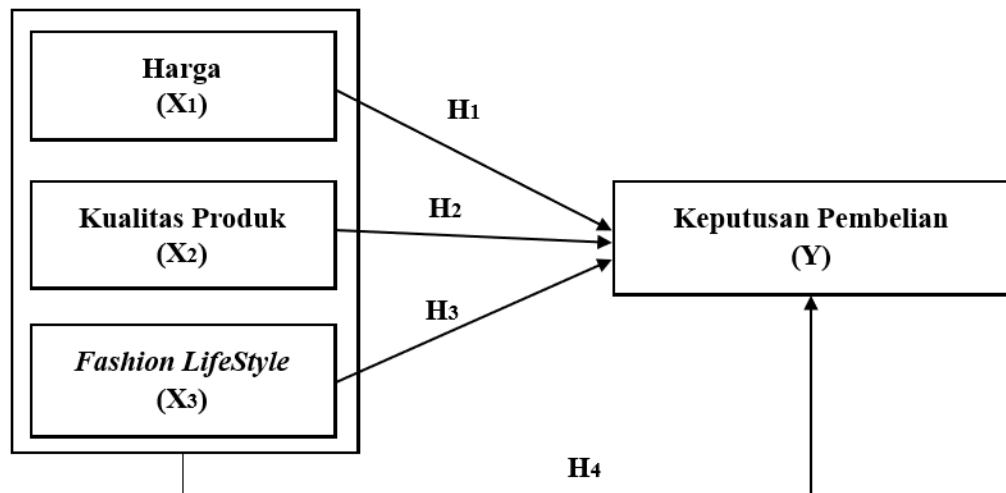 Harga
(X1)
H1
Kualitas Produk
(X2)
H2
Keputusan Pembelian
(Y)
H3
Fashion LifeStyle
(X3)
H4